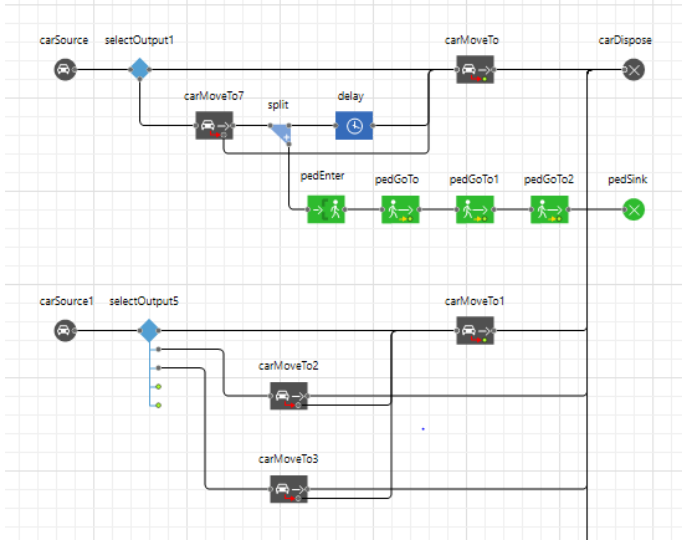 carSource selectOutput1 carMoveTo carDispose
carMoveTo7 split delay
pedEnter pedGoTo pedGoTo1 pedGoTo2 pedSink
carSource1 selectOutput5 carMoveTo1
carMoveTo2
carMoveTo3